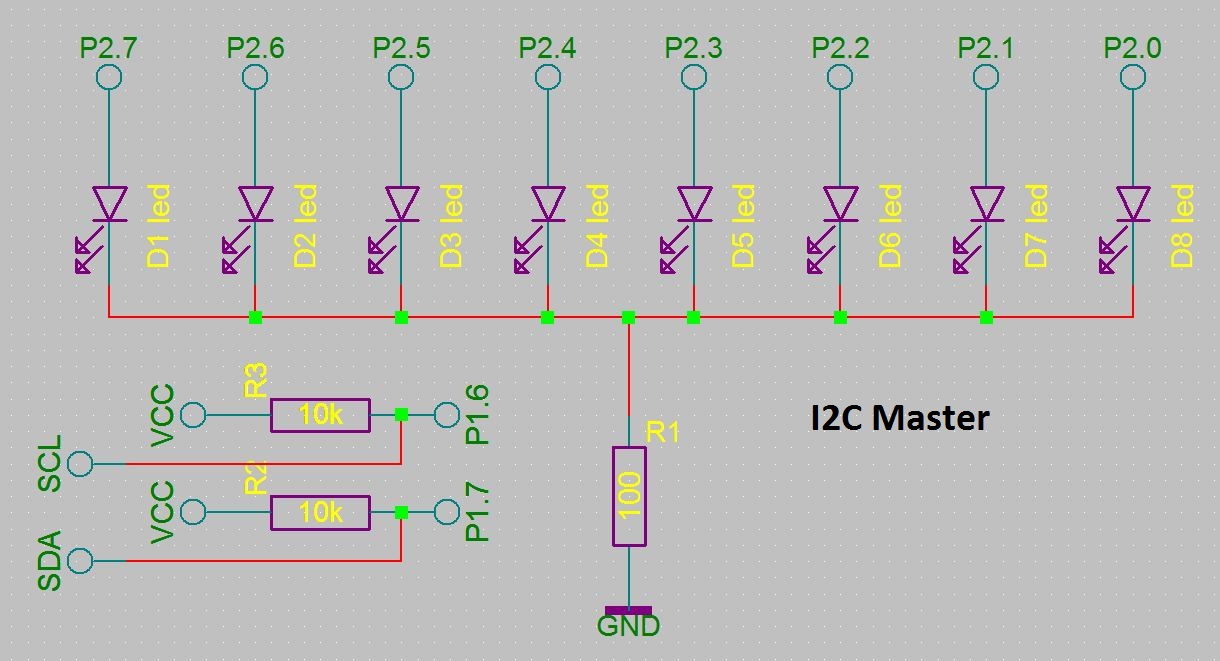 P2.7 P2.6 P2.5 P2.4 P2.3 P2.2 P2.1 P2.0
D1 led D2 led D3 led D4 led D5 led D6 led D7 led D8 led
R3
VCC 10k P1.6
SCL
R2
VCC 10k P1.7
SDA
R1
100
GND
I2C Master